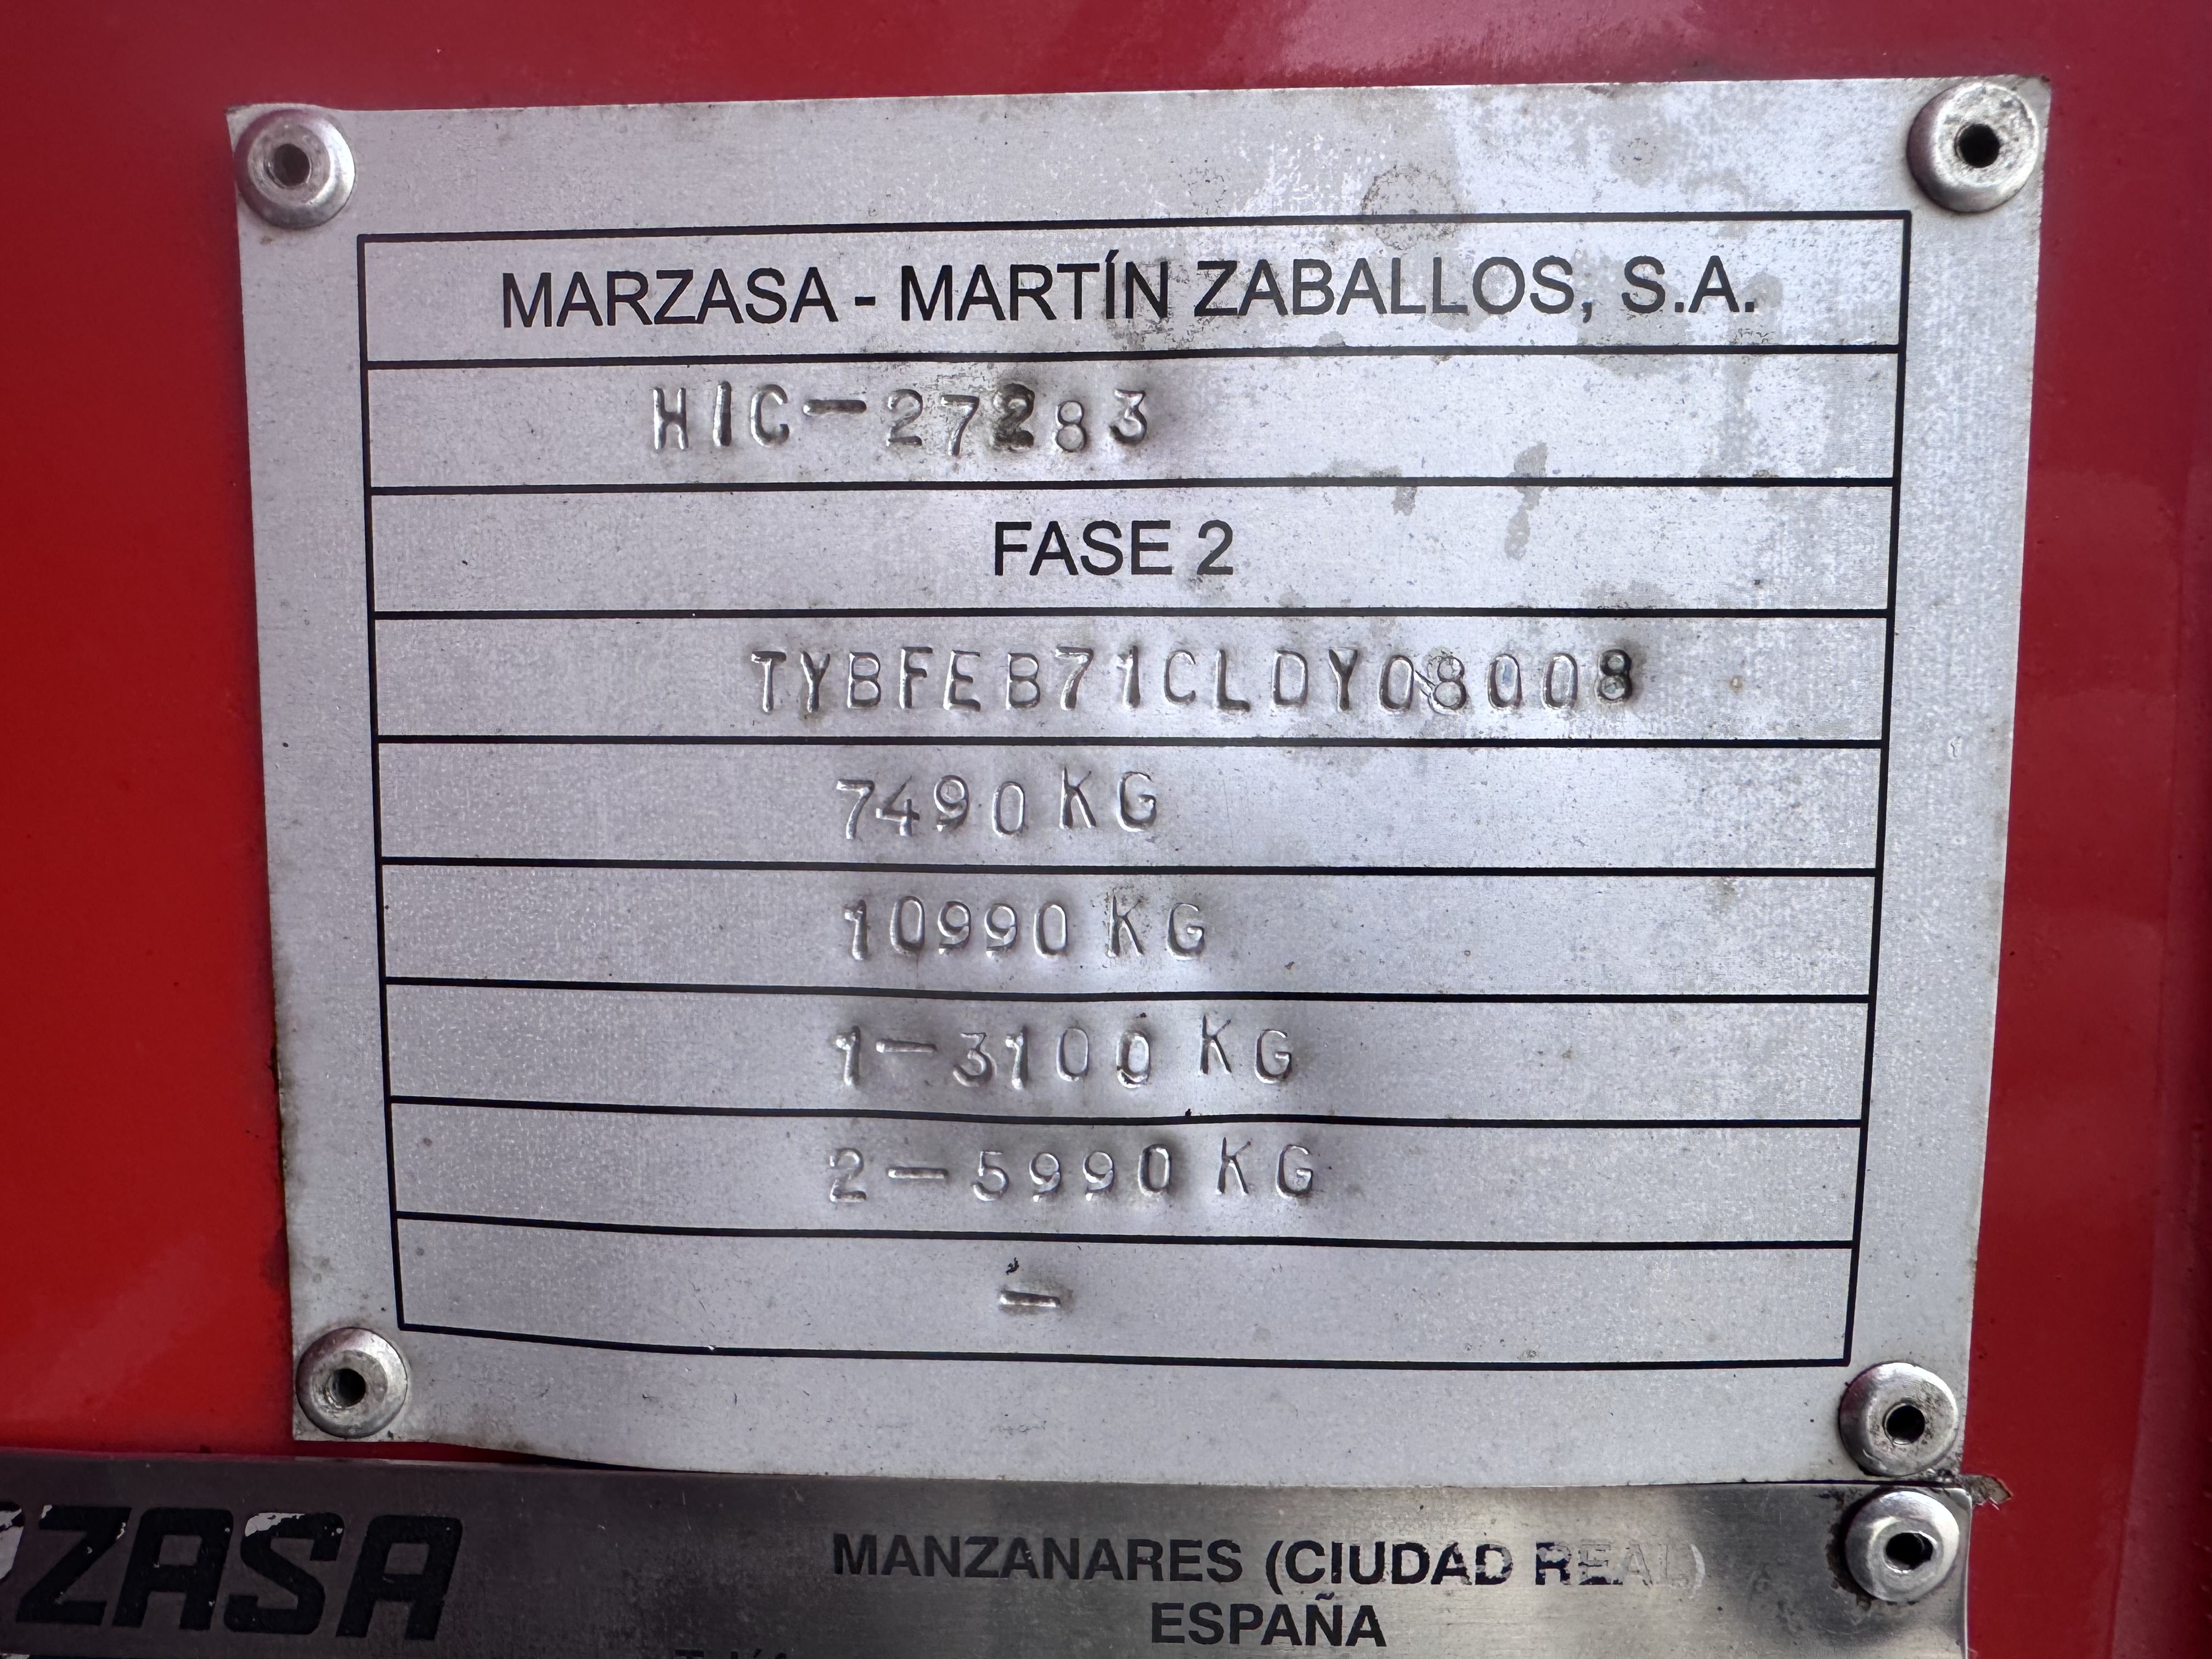 MARZASA - MARTÍN ZABALLOS, S.A.
HIC-27283
FASE 2
TYBFEB71CLDY08008
7490 KG
10990 KG
1-3100 KG
2-5990 KG
-
ZASA
MANZANARES (CIUDAD REAL)
ESPAÑA